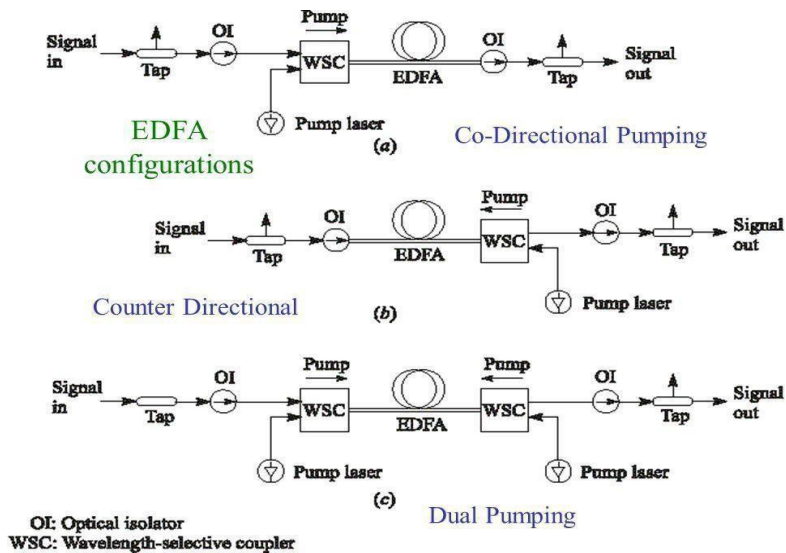 Pump
Signal in
Tap
OI
WSC
EDFA
OI
Tap
Signal out
Pump laser
(a)
EDFA
configurations
Co-Directional Pumping
Pump
Signal in
Tap
OI
EDFA
WSC
OI
Tap
Signal out
Pump laser
Counter Directional
(b)
Pump
Pump
Signal in
Tap
OI
WSC
EDFA
WSC
OI
Tap
Signal out
Pump laser
Pump laser
(c)
Dual Pumping
OI: Optical isolator
WSC: Wavelength-selective coupler